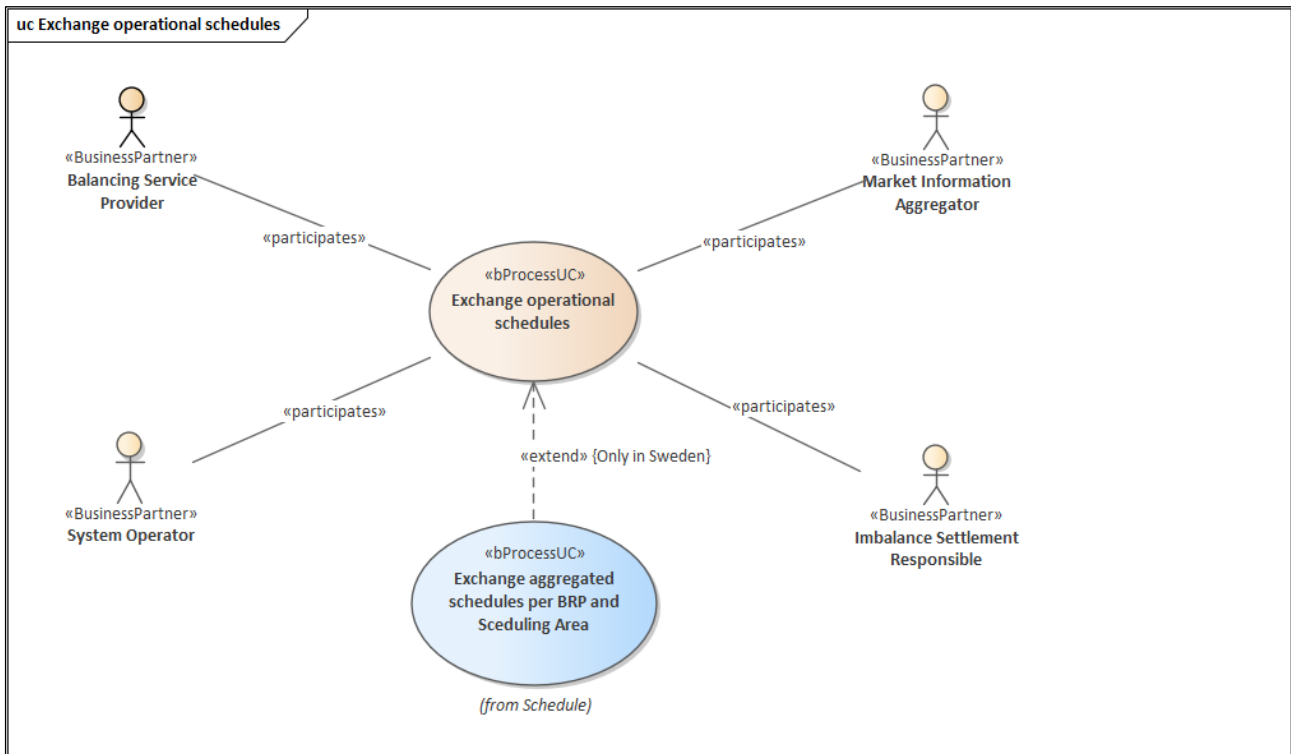 uc Exchange operational schedules
«BusinessPartner»
Balancing Service
Provider
«BusinessPartner»
Market Information
Aggregator
«participates»
«participates»
«bProcessUC»
Exchange operational
schedules
«participates»
«participates»
«BusinessPartner»
System Operator
«extend» {Only in Sweden}
«BusinessPartner»
Imbalance Settlement
Responsible
«bProcessUC»
Exchange aggregated
schedules per BRP and
Sceduling Area
(from Schedule)